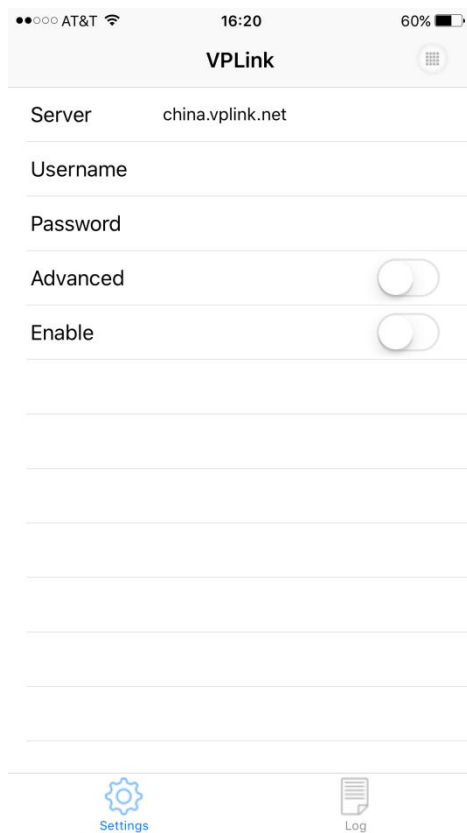 AT&T 16:20 60%
VPLink
Server china.vplink.net
Username
Password
Advanced
Enable
Settings Log